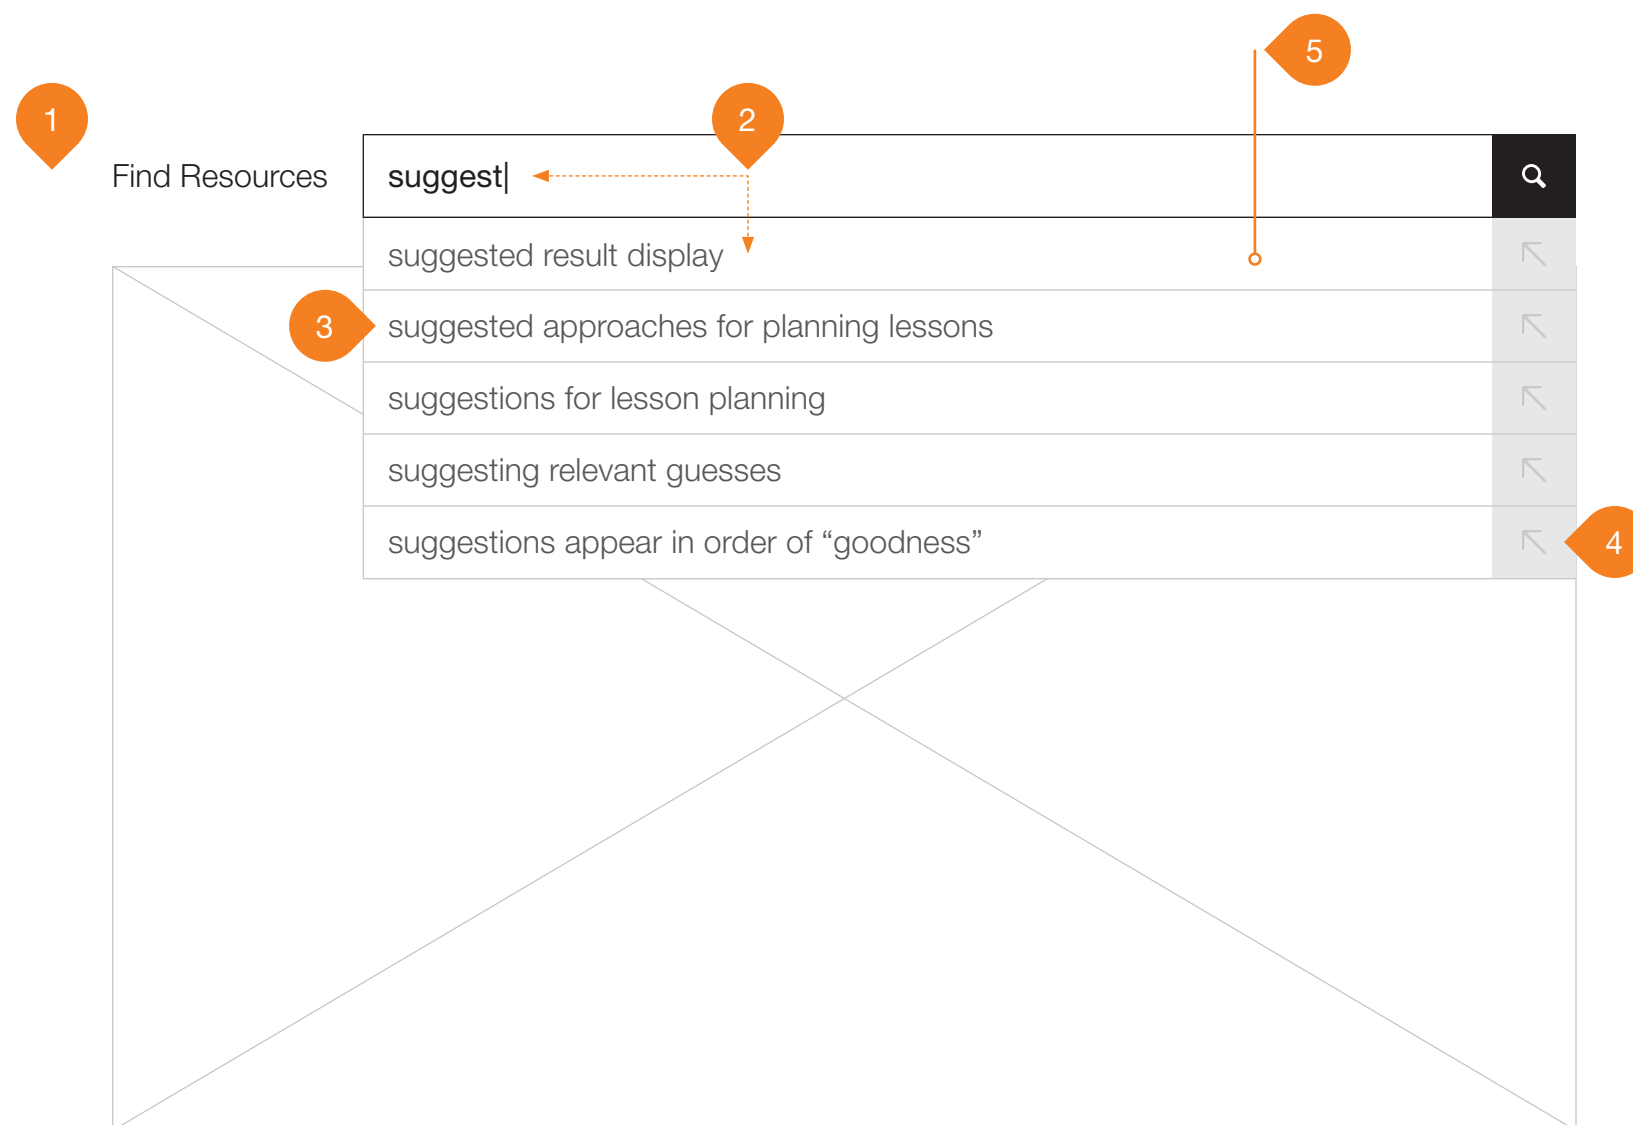 5
1
2
Find Resources
suggest
suggested result display
3
suggested approaches for planning lessons
suggestions for lesson planning
suggesting relevant guesses
suggestions appear in order of “goodness”
4